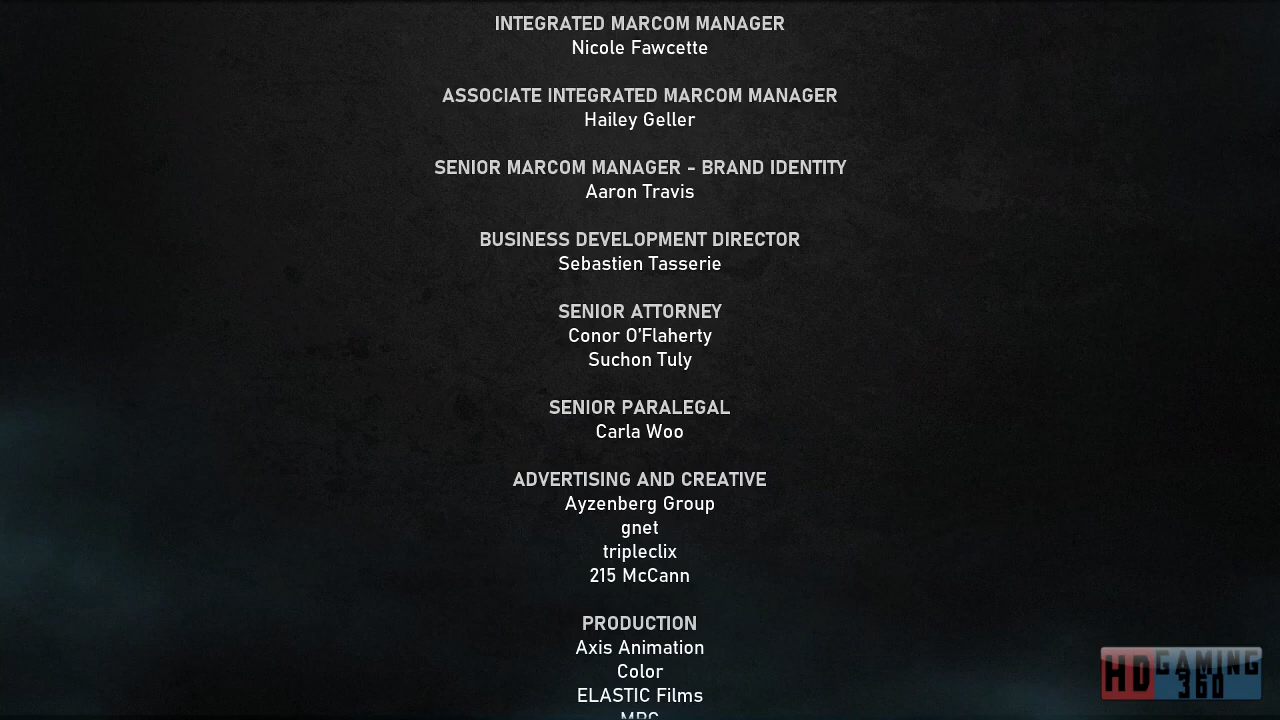 INTEGRATED MARCOM MANAGER
Nicole Fawcette
ASSOCIATE INTEGRATED MARCOM MANAGER
Hailey Geller
SENIOR MARCOM MANAGER - BRAND IDENTITY
Aaron Travis
BUSINESS DEVELOPMENT DIRECTOR
Sebastien Tasserie
SENIOR ATTORNEY
Conor O'Flaherty
Suchon Tuly
SENIOR PARALEGAL
Carla Woo
ADVERTISING AND CREATIVE
Ayzenberg Group
gnet
tripleclix
215 McCann
PRODUCTION
Axis Animation
Color
ELASTIC Films
HD GAMING
360